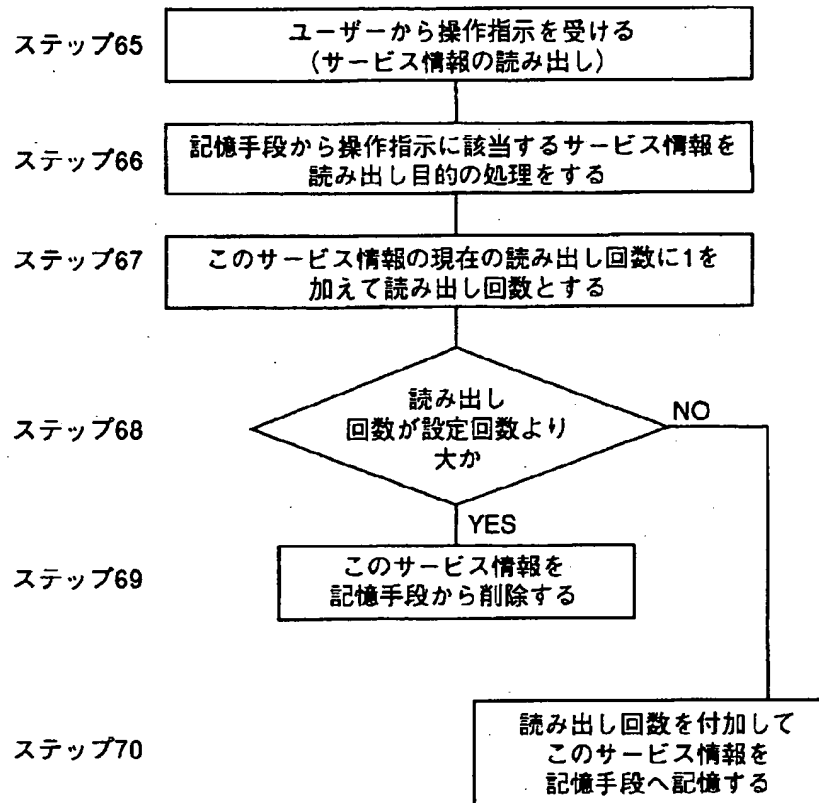 ステップ65
ユーザーから操作指示を受ける
(サービス情報の読み出し)
ステップ66
記憶手段から操作指示に該当するサービス情報を
読み出し目的の処理をする
ステップ67
このサービス情報の現在の読み出し回数に1を
加えて読み出し回数とする
ステップ68
読み出し
回数が設定回数より
大か
NO
YES
ステップ69
このサービス情報を
記憶手段から削除する
ステップ70
読み出し回数を付加して
このサービス情報を
記憶手段へ記憶する